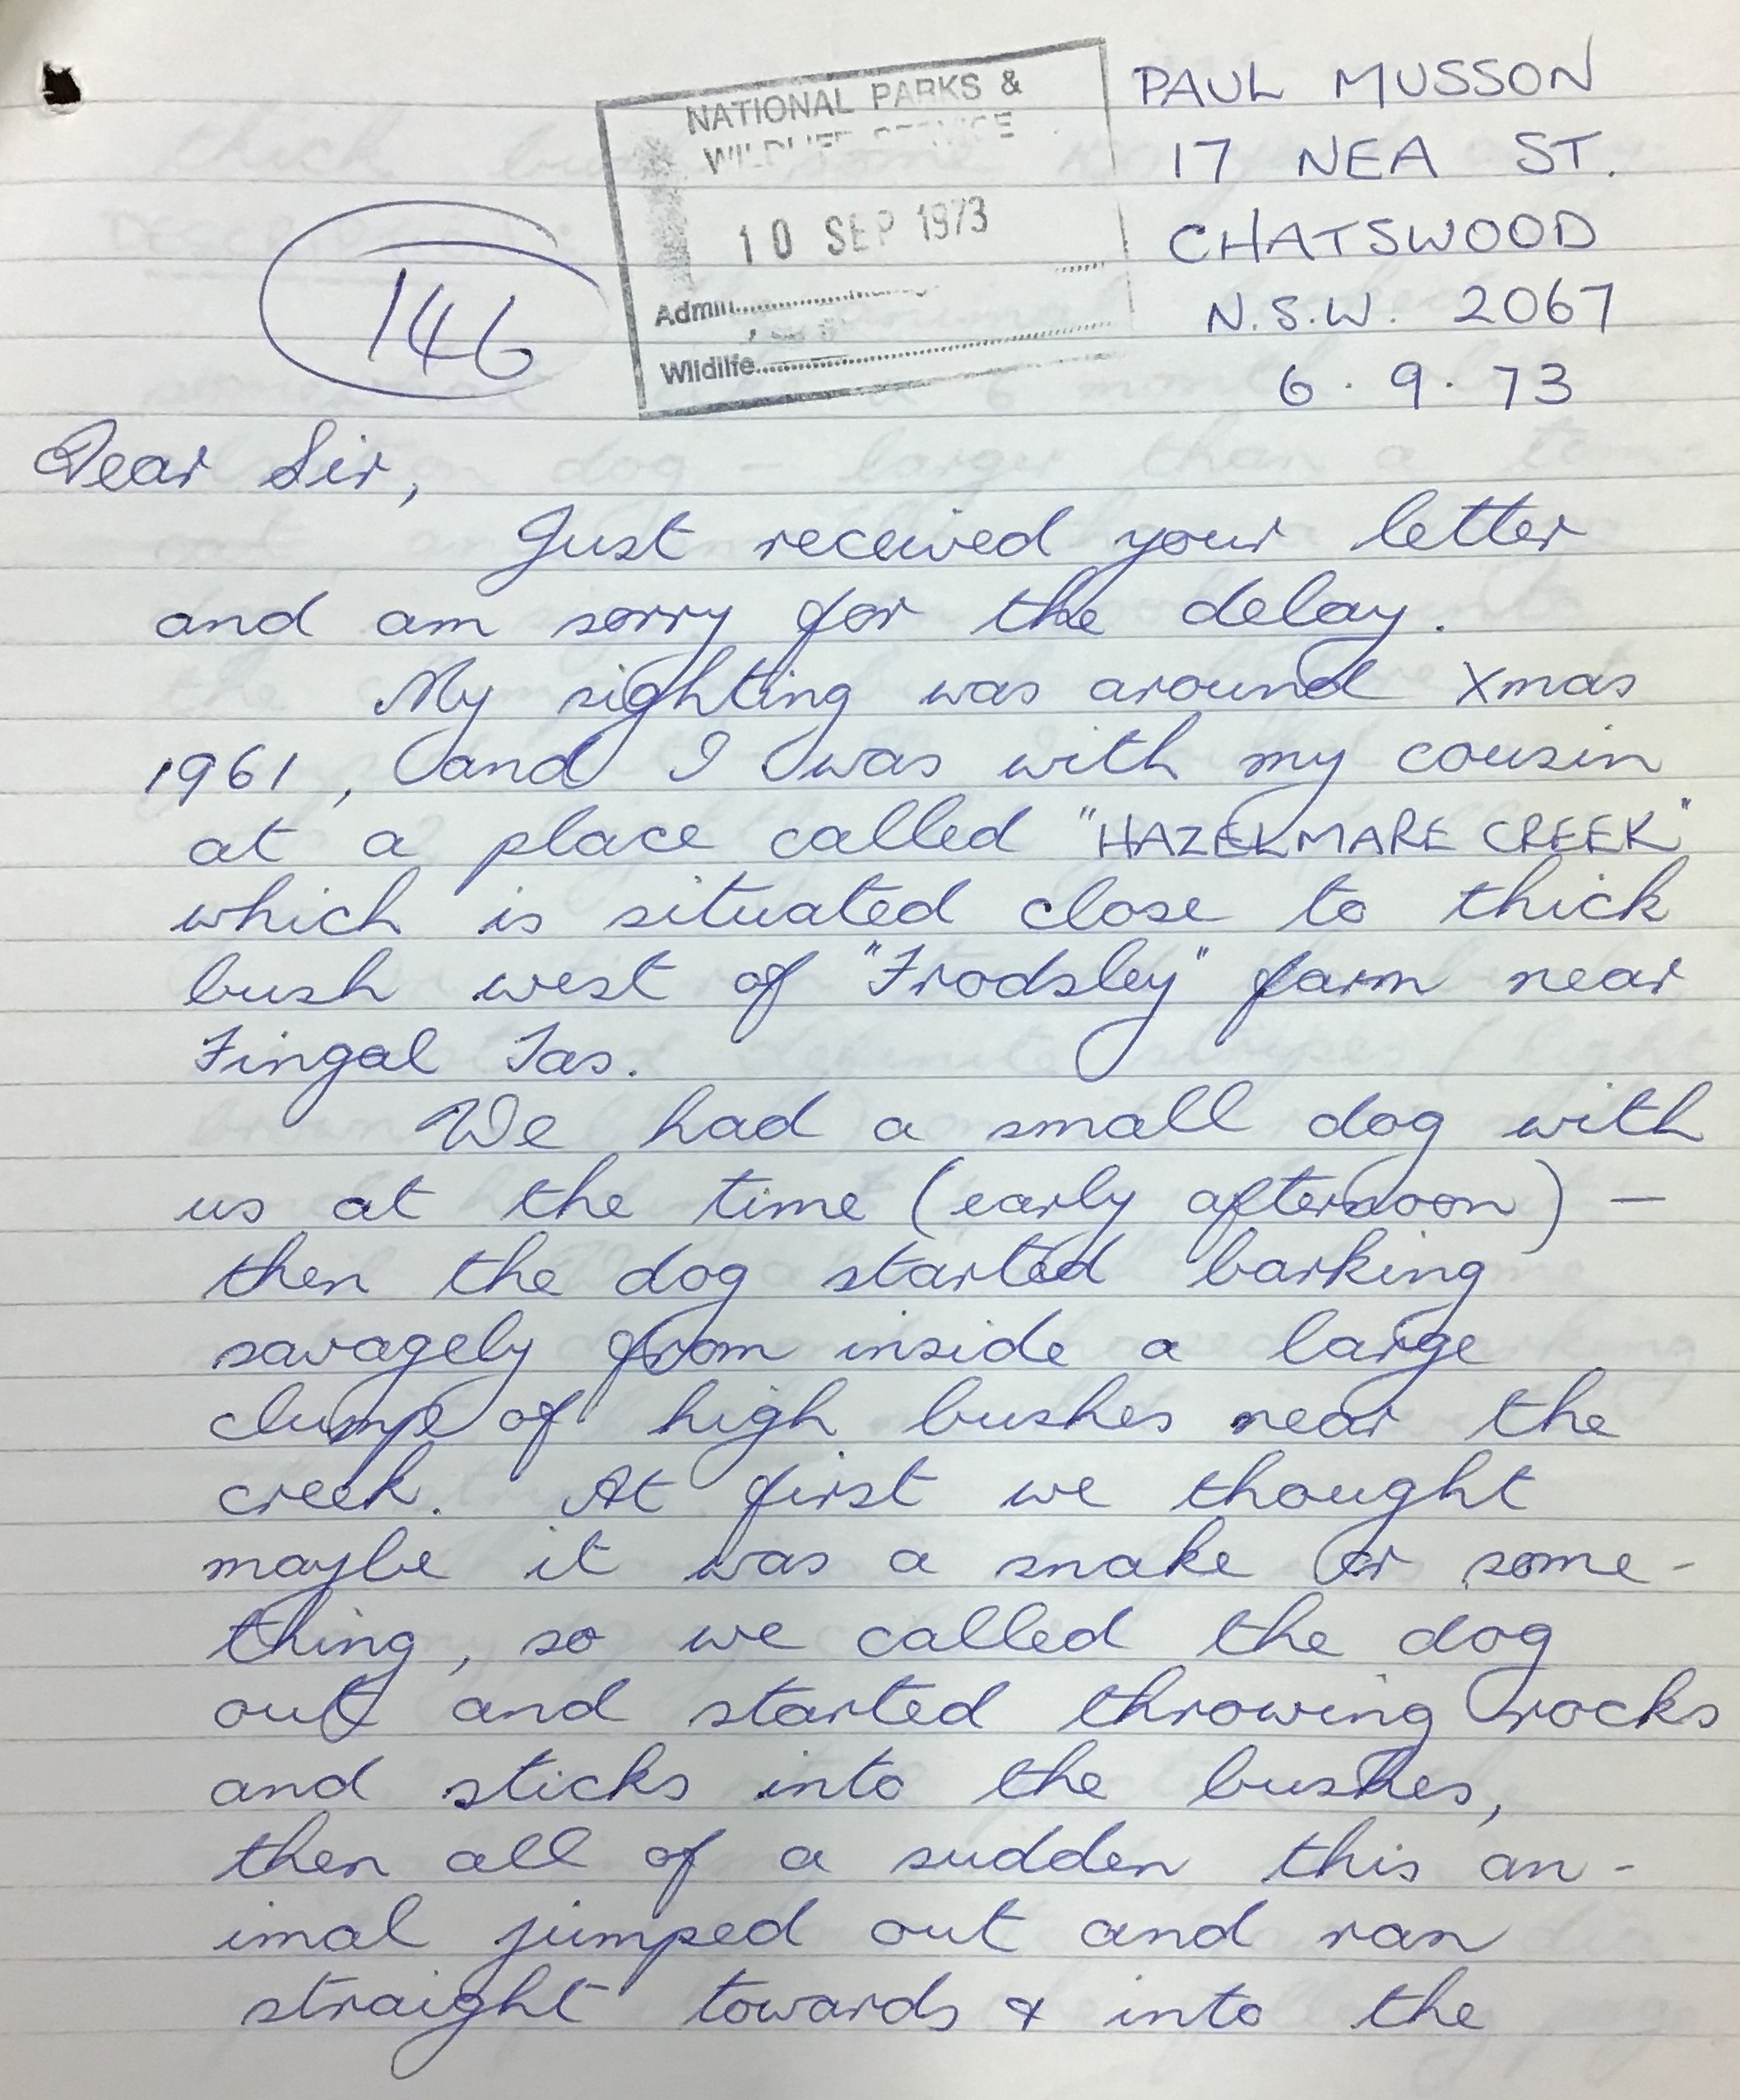 PAUL MUSSON
17 NEA ST.
CHATSWOOD
N.S.W. 2067
6.9.73
NATIONAL PARKS &
WILDLIFE SERVICE
10 SEP 1973
Admin
Wildlife
146
Dear Sir,
Just received your letter
and am sorry for the delay.
My sighting was around Xmas
1961, and I was with my cousin
at a place called "HAZELMARE CREEK"
which is situated close to thick
bush west of "Frodsley" farm near
Fingal Tas.
We had a small dog with
us at the time (early afternoon) —
then the dog started barking
savagely from inside a large
clump of high bushes near the
creek. At first we thought
maybe it was a snake or some-
thing, so we called the dog
out and started throwing rocks
and sticks into the bushes,
then all of a sudden this an-
imal jumped out and ran
straight towards & into the